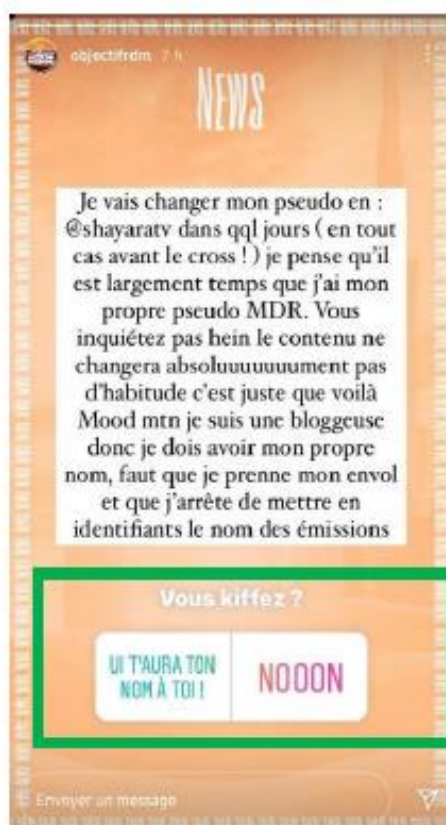 objectifrdm 7 h
NEWS
Je vais changer mon pseudo en :
@shayaratv dans qql jours ( en tout
cas avant le cross ! ) je pense qu'il
est largement temps que j'ai mon
propre pseudo MDR. Vous
inquiétez pas hein le contenu ne
changera absoluuuuuuument pas
d'habitude c'est juste que voilà
Mood mtn je suis une bloggeuse
donc je dois avoir mon propre
nom, faut que je prenne mon envol
et que j'arrête de mettre en
identifiants le nom des émissions
Vous kiffez ?
UI T'AURA TON
NOM À TOI !
NOOON
Envoyer un message